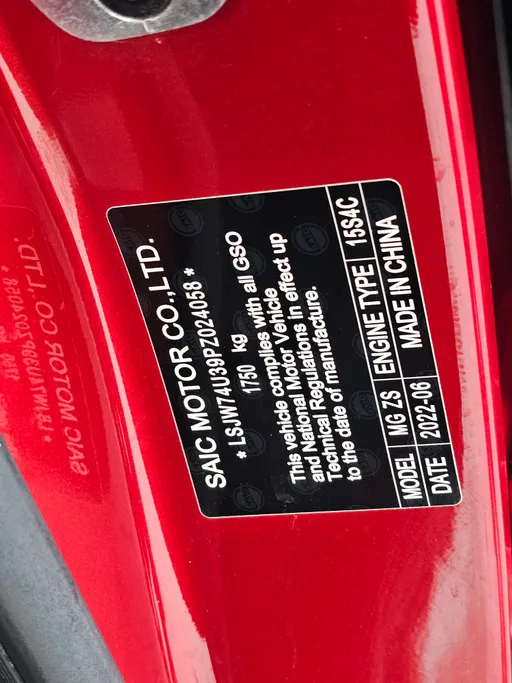 SAIC MOTOR CO.,LTD.
* LSJW74U39PZ024058 *
1750 kg
This vehicle complies with all GSO
and National Motor Vehicle
Technical Regulations in effect up
to the date of manufacture.
MODEL MG ZS ENGINE TYPE 15S4C
DATE 2022-06 MADE IN CHINA